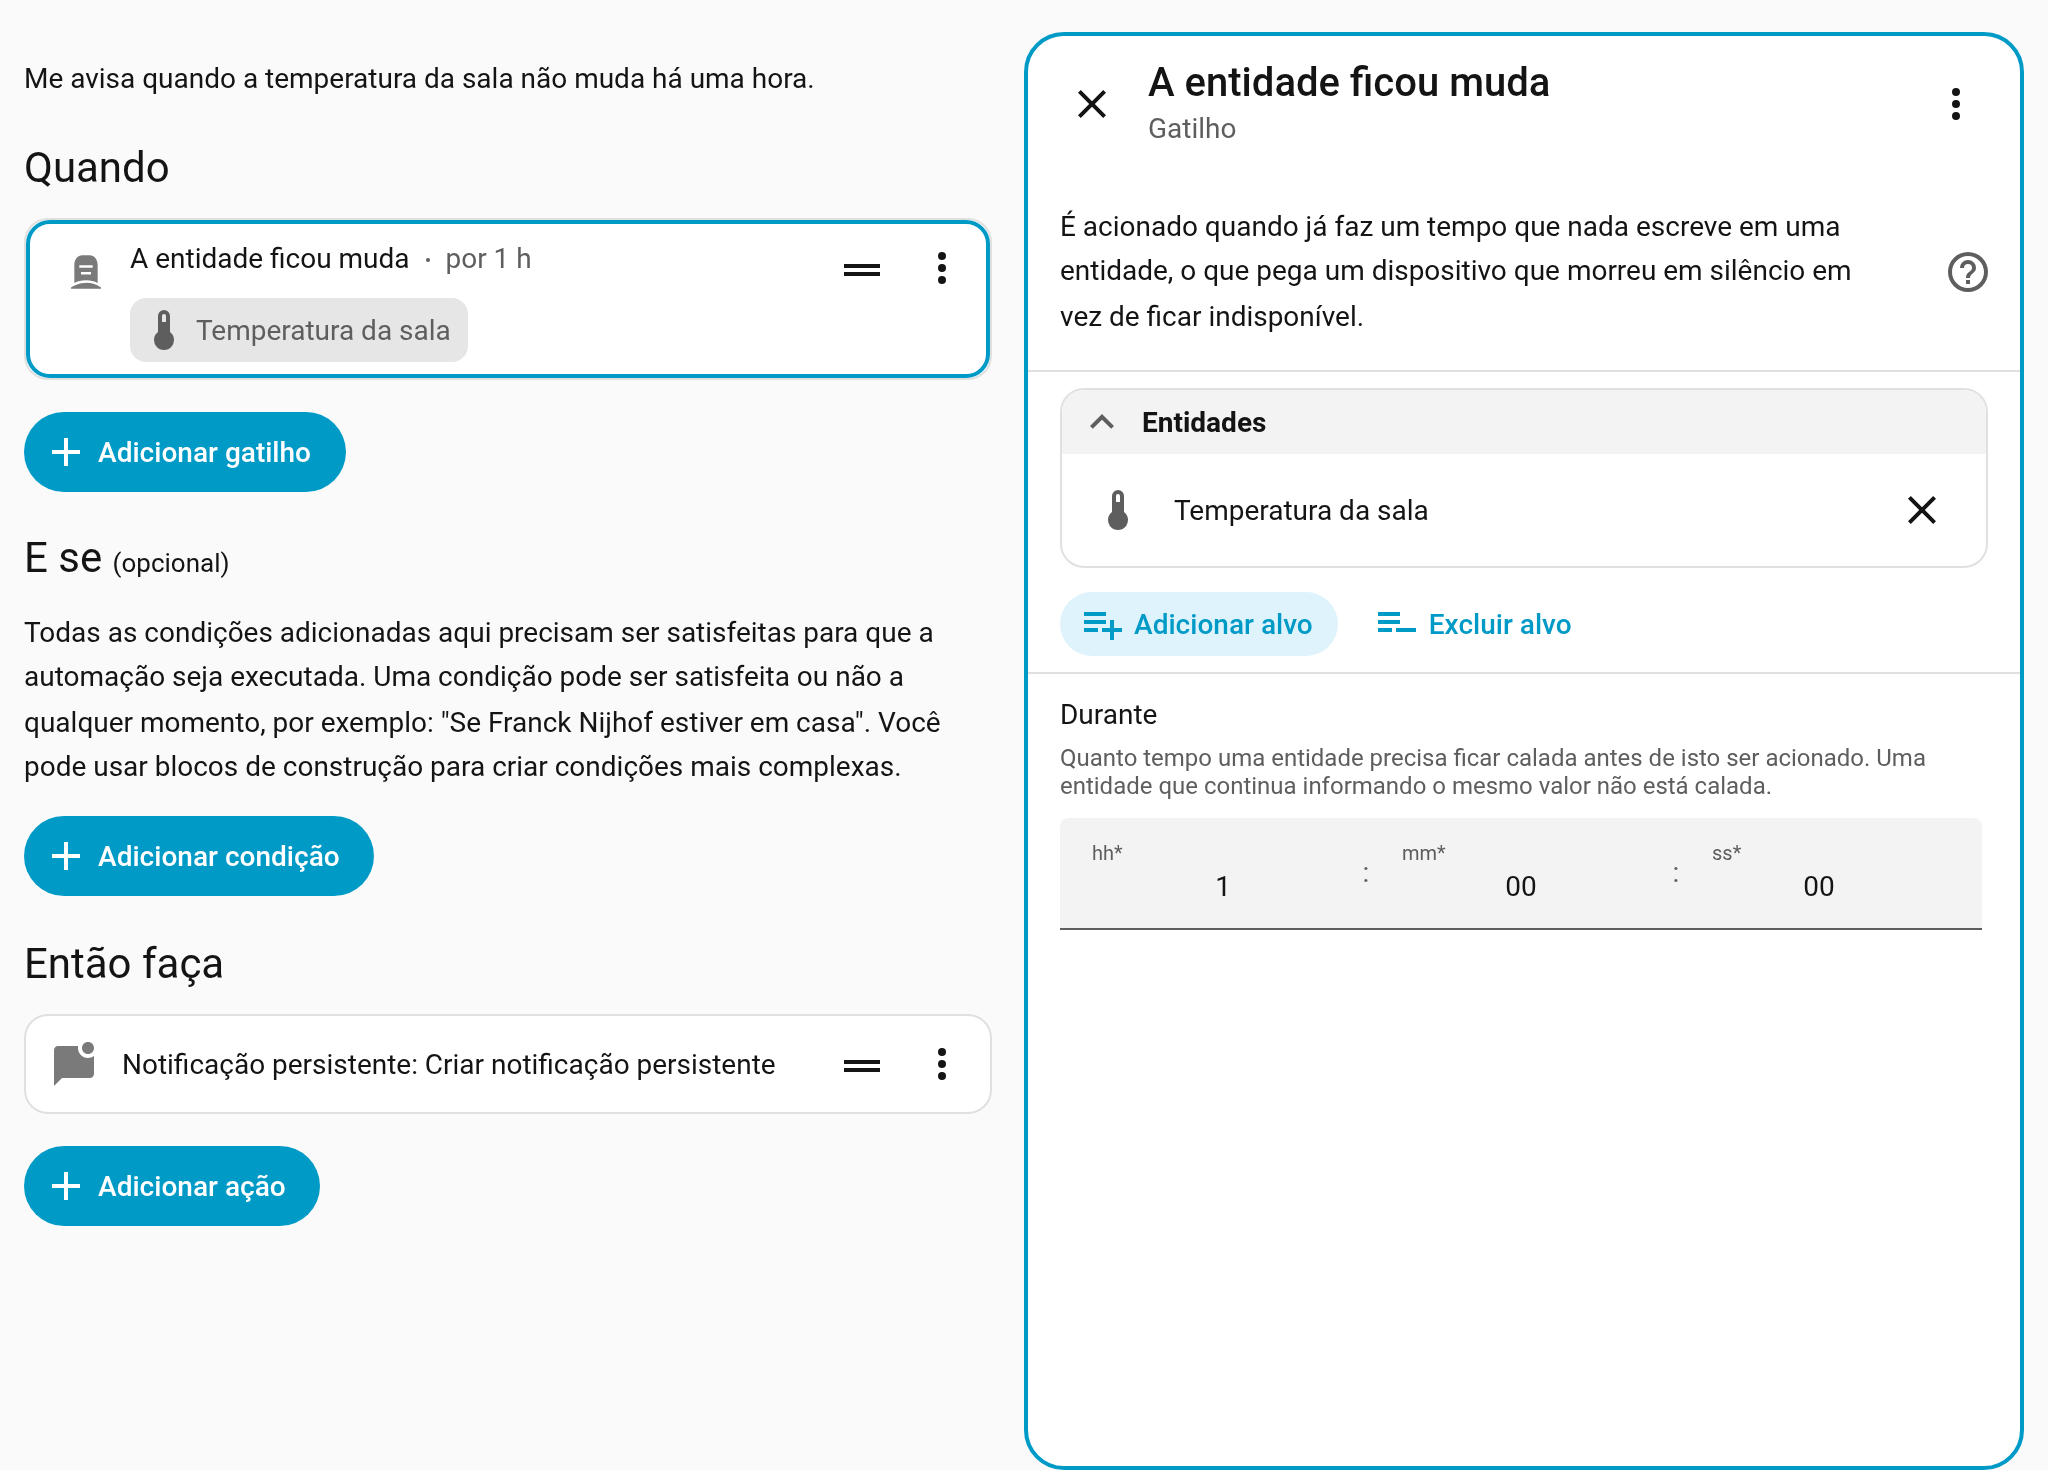 Me avisa quando a temperatura da sala não muda há uma hora.
Quando
A entidade ficou muda · por 1 h
Temperatura da sala
Adicionar gatilho
E se (opcional)
Todas as condições adicionadas aqui precisam ser satisfeitas para que a
automação seja executada. Uma condição pode ser satisfeita ou não a
qualquer momento, por exemplo: "Se Franck Nijhof estiver em casa". Você
pode usar blocos de construção para criar condições mais complexas.
Adicionar condição
Então faça
Notificação persistente: Criar notificação persistente
Adicionar ação
A entidade ficou muda
Gatilho
É acionado quando já faz um tempo que nada escreve em uma
entidade, o que pega um dispositivo que morreu em silêncio em
vez de ficar indisponível.
Entidades
Temperatura da sala
Adicionar alvo
Excluir alvo
Durante
Quanto tempo uma entidade precisa ficar calada antes de isto ser acionado. Uma
entidade que continua informando o mesmo valor não está calada.
hh* mm* ss*
1 : 00 : 00